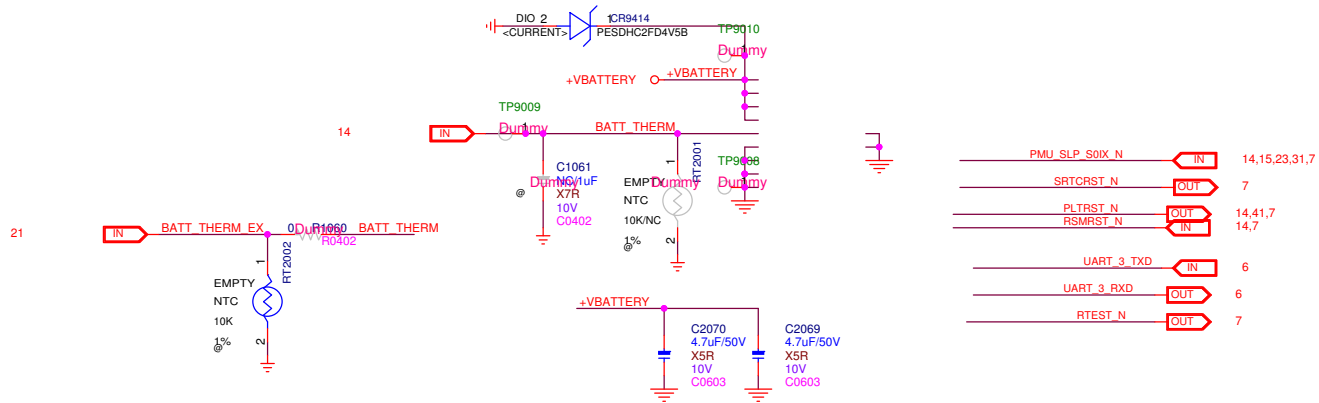 DIO 2
1 CR9414
<CURRENT>
PESDHC2FD4V5B
TP9010
1
Dummy
+VBATTERY
+VBATTERY
TP9009
14
IN
Dummy
1
BATT_THERM
C1061
NC/1uF
Dummy
X7R
@
10V
C0402
1
RT2001
EMPTY
Dummy
NTC
10K/NC
1%
@
2
TP9008
1
Dummy
1
PMU_SLP_S0IX_N
IN
14,15,23,31,7
SRTCRST_N
OUT
7
PLTRST_N
OUT
14,41,7
RSMRST_N
IN
14,7
UART_3_TXD
IN
6
UART_3_RXD
OUT
6
RTEST_N
OUT
7
21
IN
BATT_THERM_EX
0
Dummy
R1060
R0402
BATT_THERM
1
RT2002
EMPTY
NTC
10K
1%
@
2
+VBATTERY
C2070
4.7uF/50V
X5R
10V
C0603
C2069
4.7uF/50V
X5R
10V
C0603